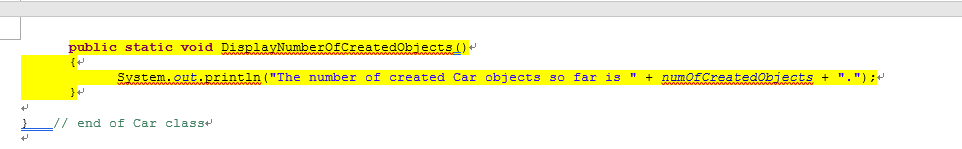 public static void DisplayNumberOfCreatedObjects()
{
System.out.println("The number of created Car objects so far is " + numOfCreatedObjects + ".");
}
} // end of Car class